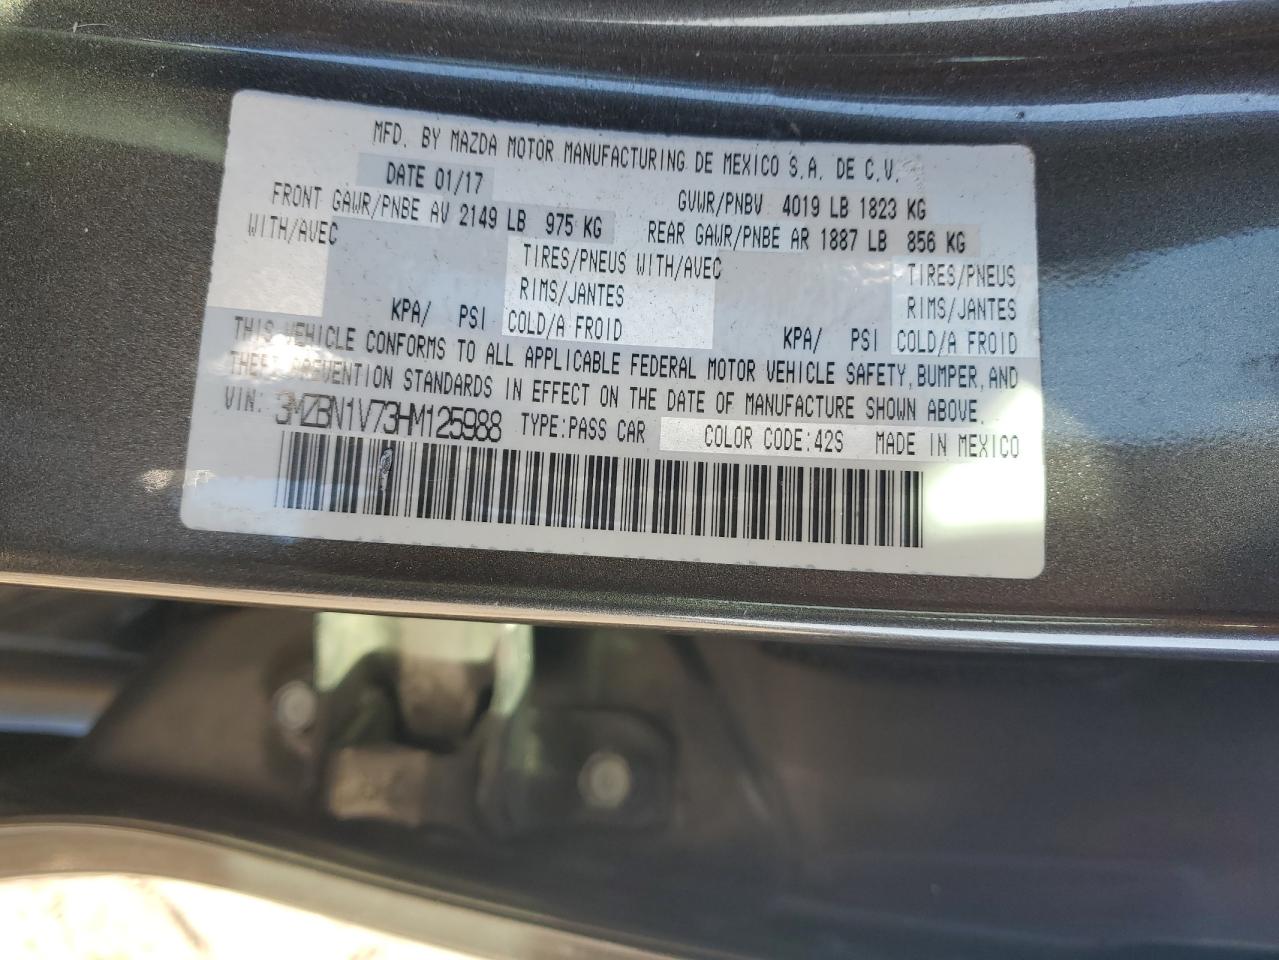 MFD. BY MAZDA MOTOR MANUFACTURING DE MEXICO S.A. DE C.V.
DATE 01/17 GVWR/PNBV 4019 LB 1823 KG
FRONT GAWR/PNBE AV 2149 LB 975 KG REAR GAWR/PNBE AR 1887 LB 856 KG
WITH/AVEC TIRES/PNEUS WITH/AVEC TIRES/PNEUS
RIMS/JANTES RIMS/JANTES
KPA/ PSI COLD/A FROID KPA/ PSI COLD/A FROID
THIS VEHICLE CONFORMS TO ALL APPLICABLE FEDERAL MOTOR VEHICLE SAFETY, BUMPER, AND
THEFT PREVENTION STANDARDS IN EFFECT ON THE DATE OF MANUFACTURE SHOWN ABOVE.
VIN: 3MZBN1V73HM125988 TYPE: PASS CAR COLOR CODE: 42S MADE IN MEXICO